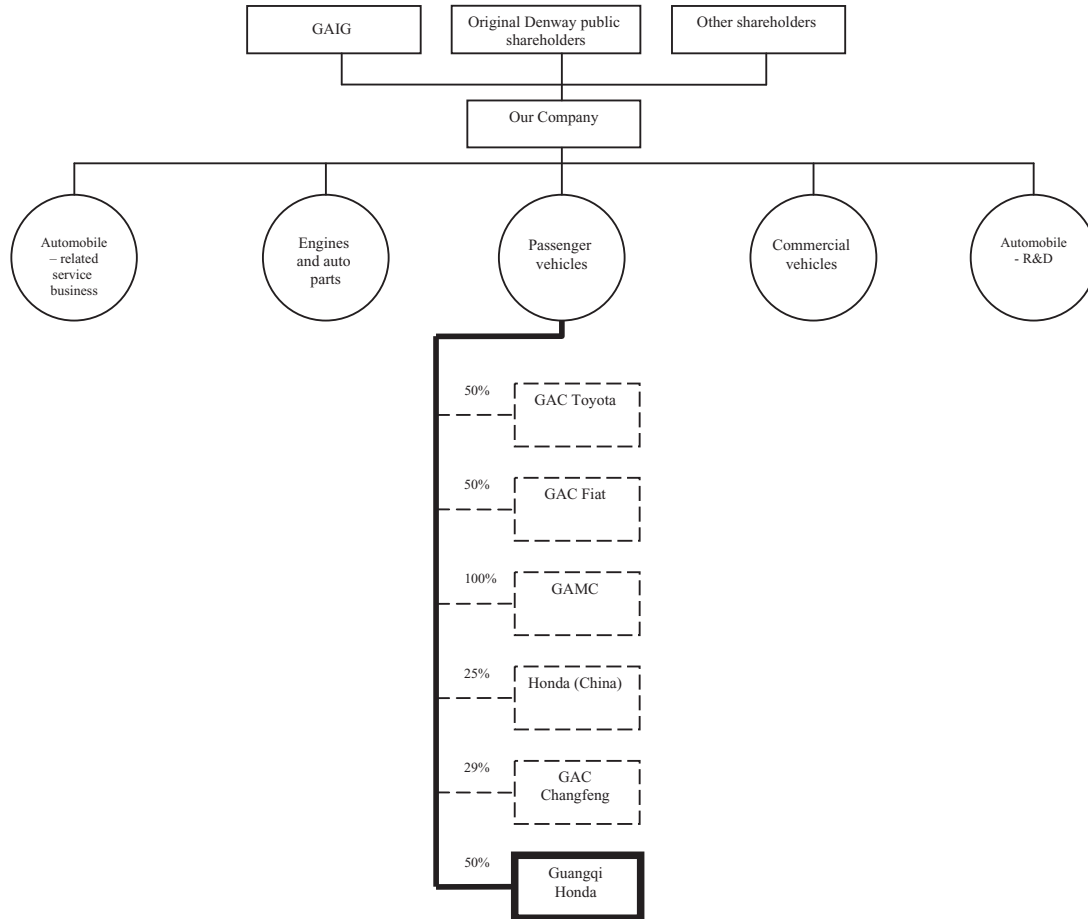 GAIG
Original Denway public
shareholders
Other shareholders
Our Company
Automobile
– related
service
business
Engines
and auto
parts
Passenger
vehicles
Commercial
vehicles
Automobile
- R&D
50%
GAC Toyota
50%
GAC Fiat
100%
GAMC
25%
Honda (China)
29%
GAC
Changfeng
50%
Guangqi
Honda